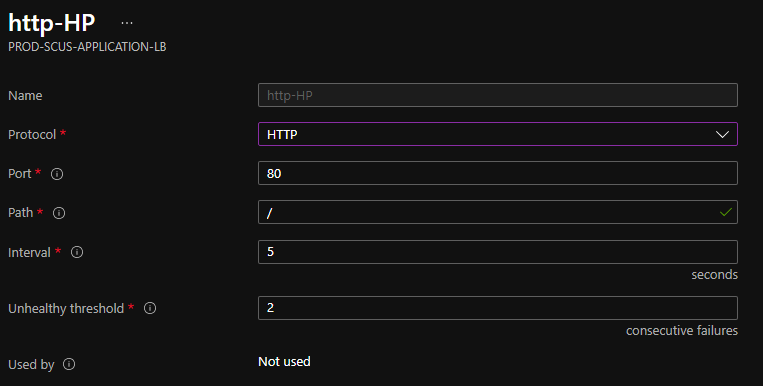 http-HP ...
PROD-SCUS-APPLICATION-LB
Name http-HP
Protocol * HTTP
Port * 80
Path * /
Interval * 5
seconds
Unhealthy threshold * 2
consecutive failures
Used by Not used